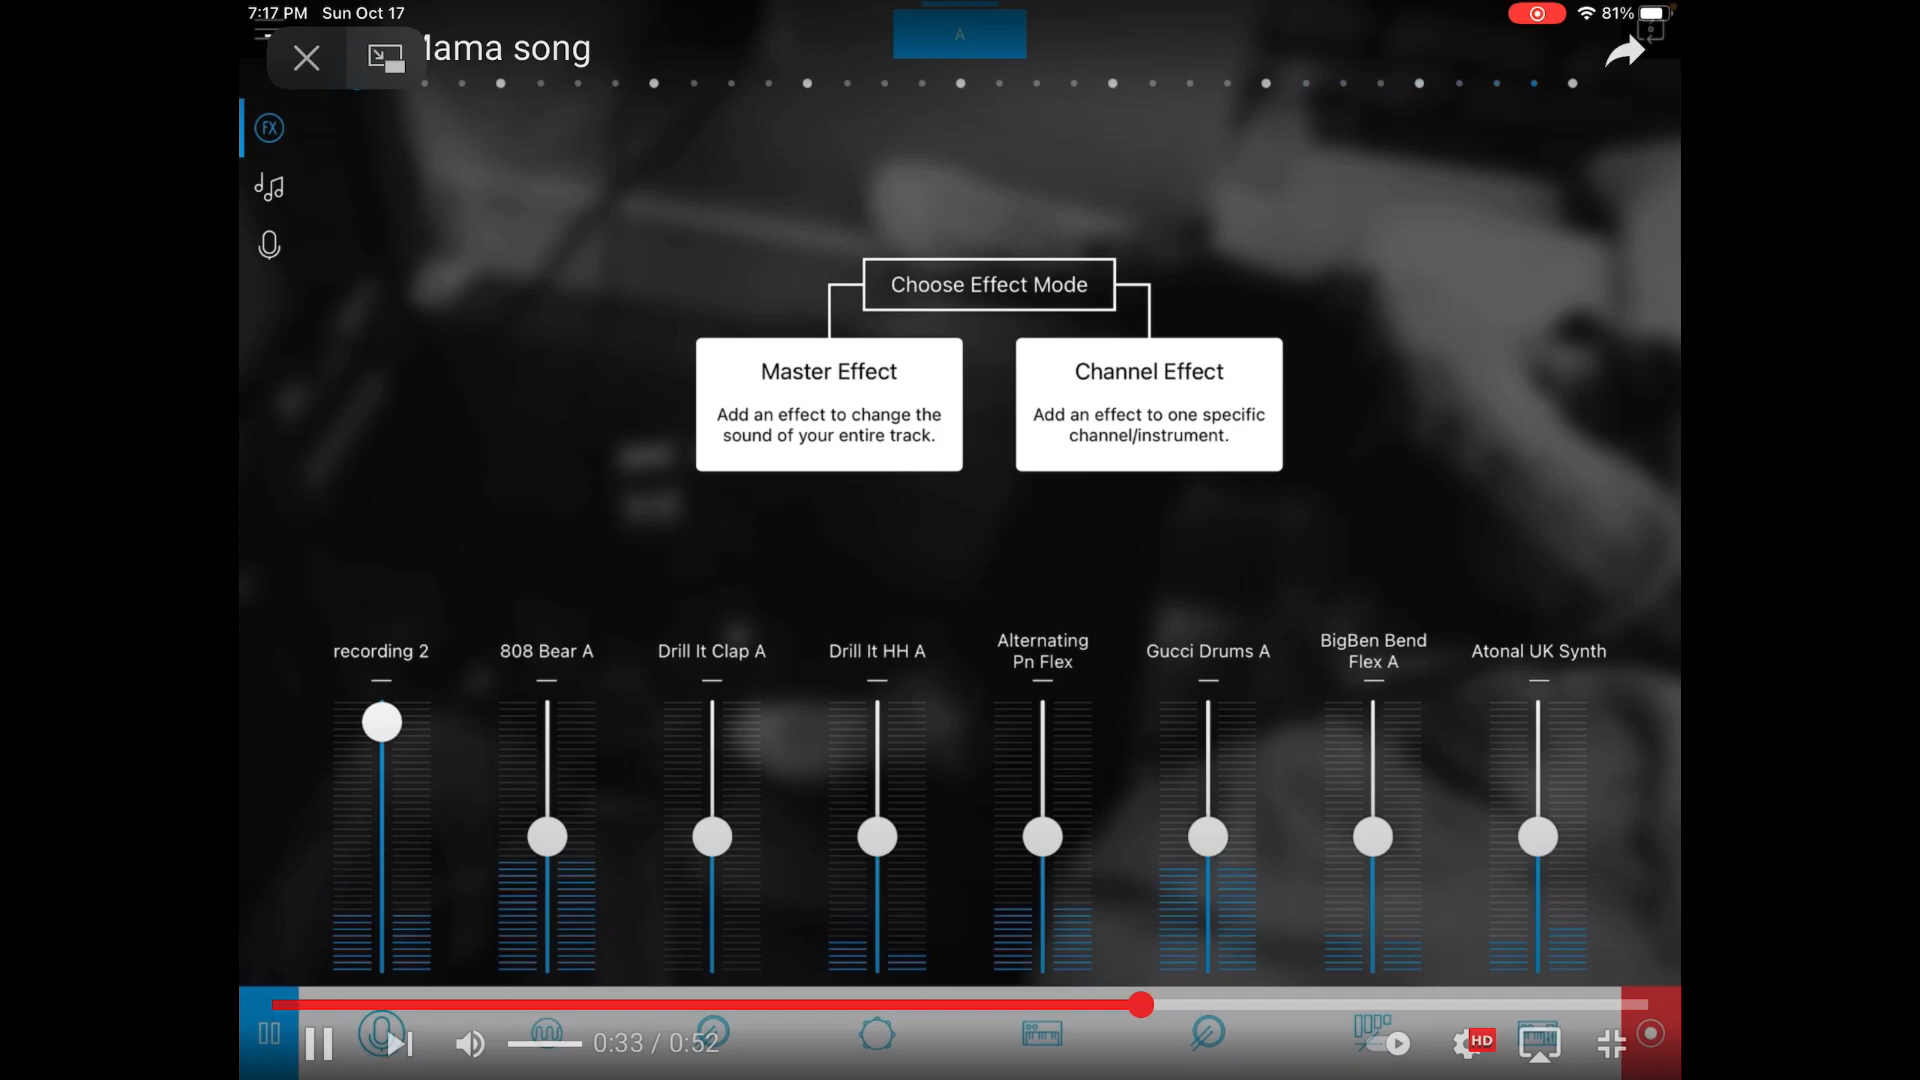 7:17 PM Sun Oct 17
81%
Mama song
A
FX
Choose Effect Mode
Master Effect
Channel Effect
Add an effect to change the
sound of your entire track.
Add an effect to one specific
channel/instrument.
recording 2
808 Bear A
Drill It Clap A
Drill It HH A
Alternating
Pn Flex
Gucci Drums A
BigBen Bend
Flex A
Atonal UK Synth
0:33 / 0:52
HD